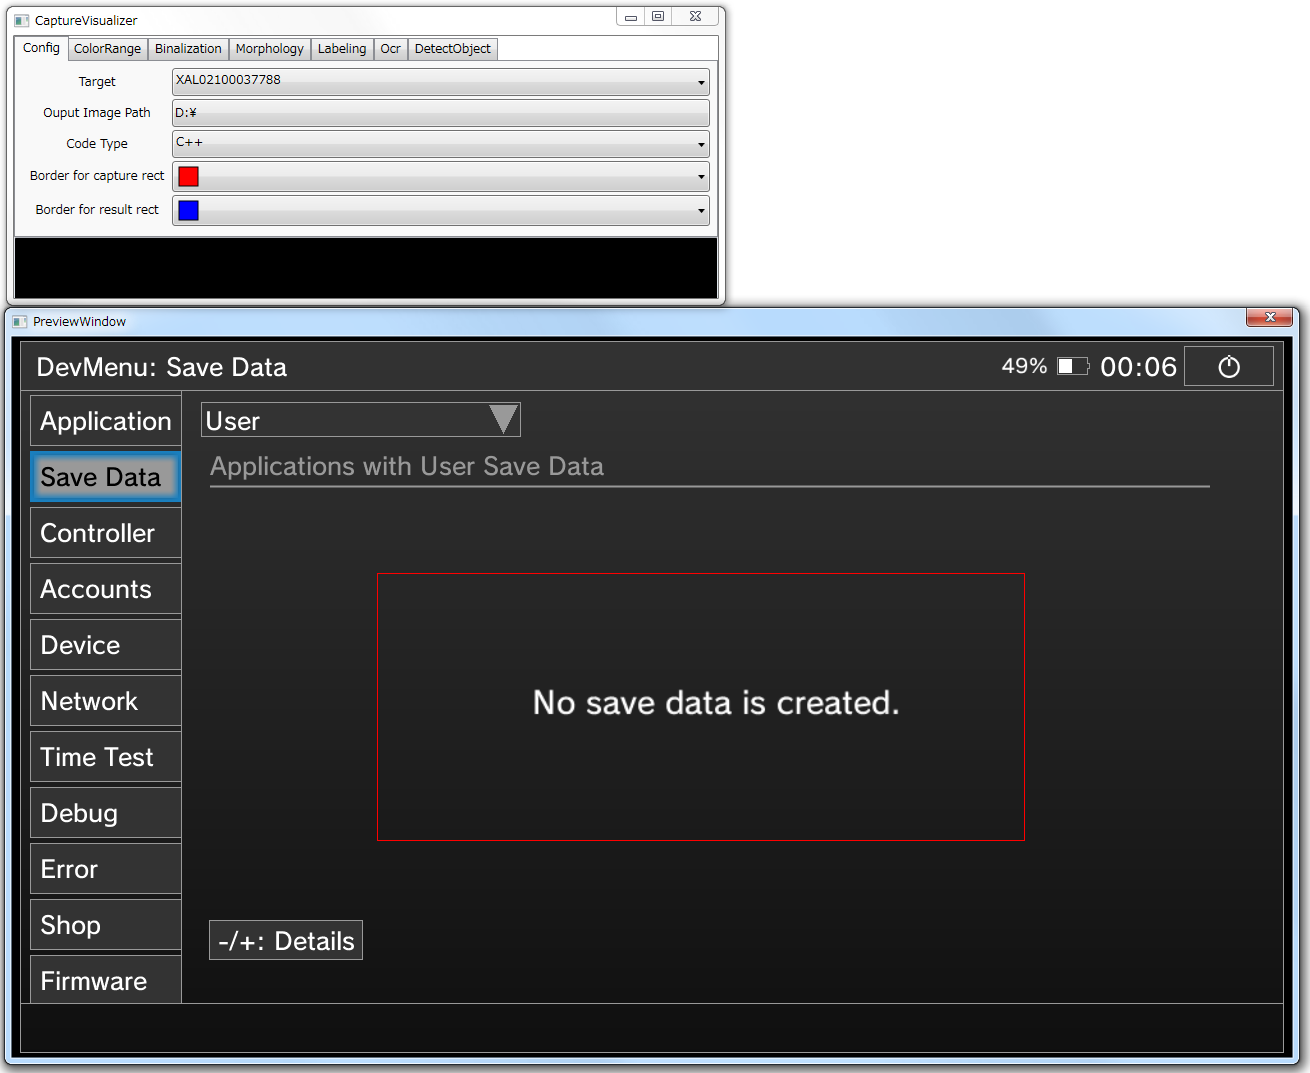 CaptureVisualizer
Config ColorRange Binalization Morphology Labeling Ocr DetectObject
Target XAL02100037788
Ouput Image Path D:¥
Code Type C++
Border for capture rect
Border for result rect
PreviewWindow
DevMenu: Save Data 49% 00:06
Application
User
Applications with User Save Data
Save Data
Controller
Accounts
Device
Network
No save data is created.
Time Test
Debug
Error
Shop
-/+: Details
Firmware